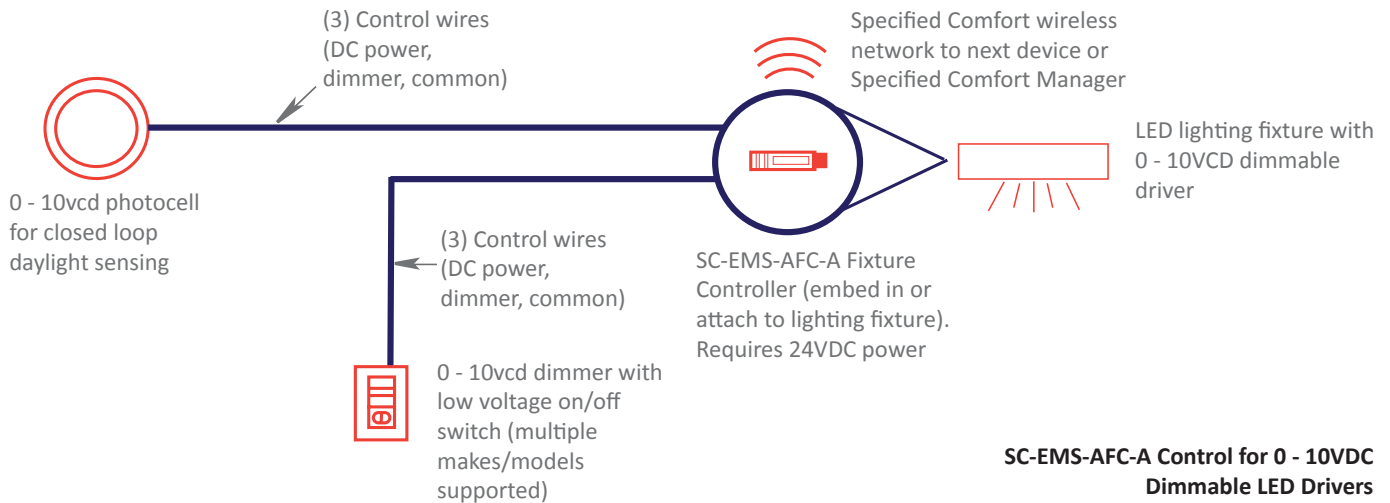 (3) Control wires
(DC power,
dimmer, common)
Specified Comfort wireless
network to next device or
Specified Comfort Manager
LED lighting fixture with
0 - 10VCD dimmable
driver
0 - 10vcd photocell
for closed loop
daylight sensing
(3) Control wires
(DC power,
dimmer, common)
SC-EMS-AFC-A Fixture
Controller (embed in or
attach to lighting fixture).
Requires 24VDC power
0 - 10vcd dimmer with
low voltage on/off
switch (multiple
makes/models
supported)
SC-EMS-AFC-A Control for 0 - 10VDC
Dimmable LED Drivers